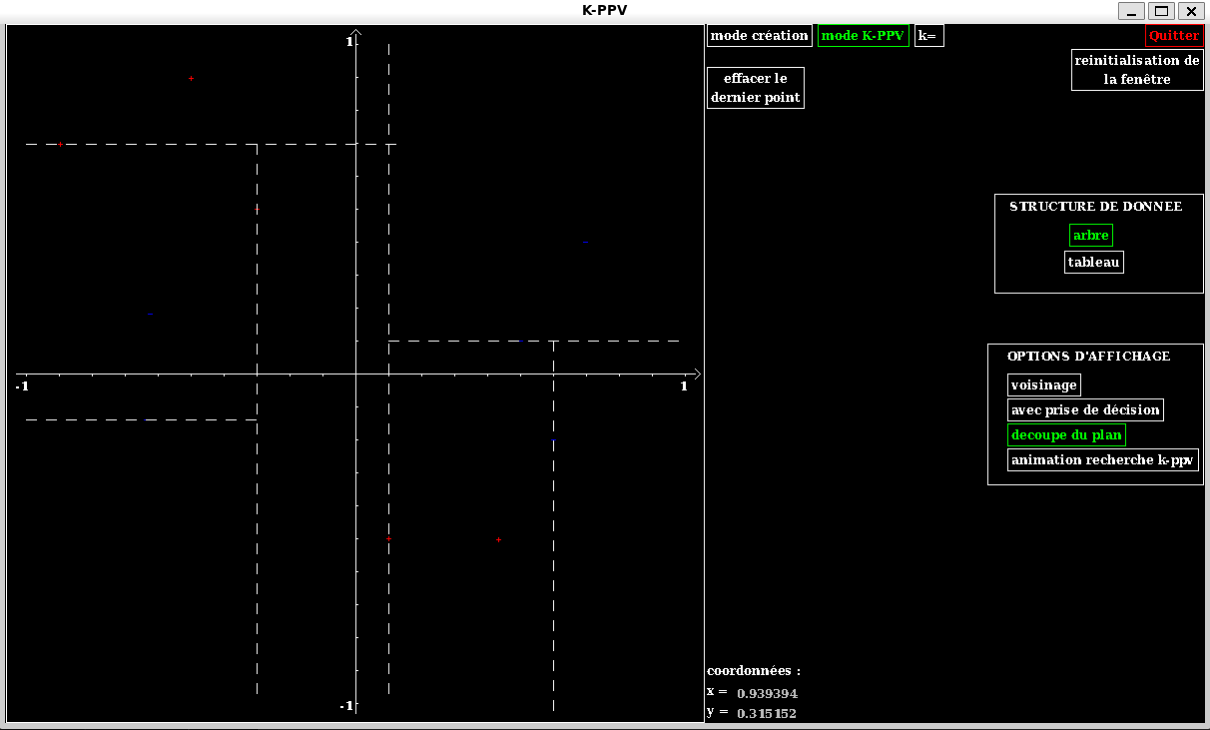 K-PPV
mode création mode K-PPV k= Quitter
reinitialisation de
la fenêtre
effacer le
dernier point
1
STRUCTURE DE DONNEE
arbre
tableau
OPTIONS D'AFFICHAGE
-1 1
voisinage
avec prise de décision
decoupe du plan
animation recherche k-ppv
coordonnées :
x = 0.939394
-1
y = 0.315152